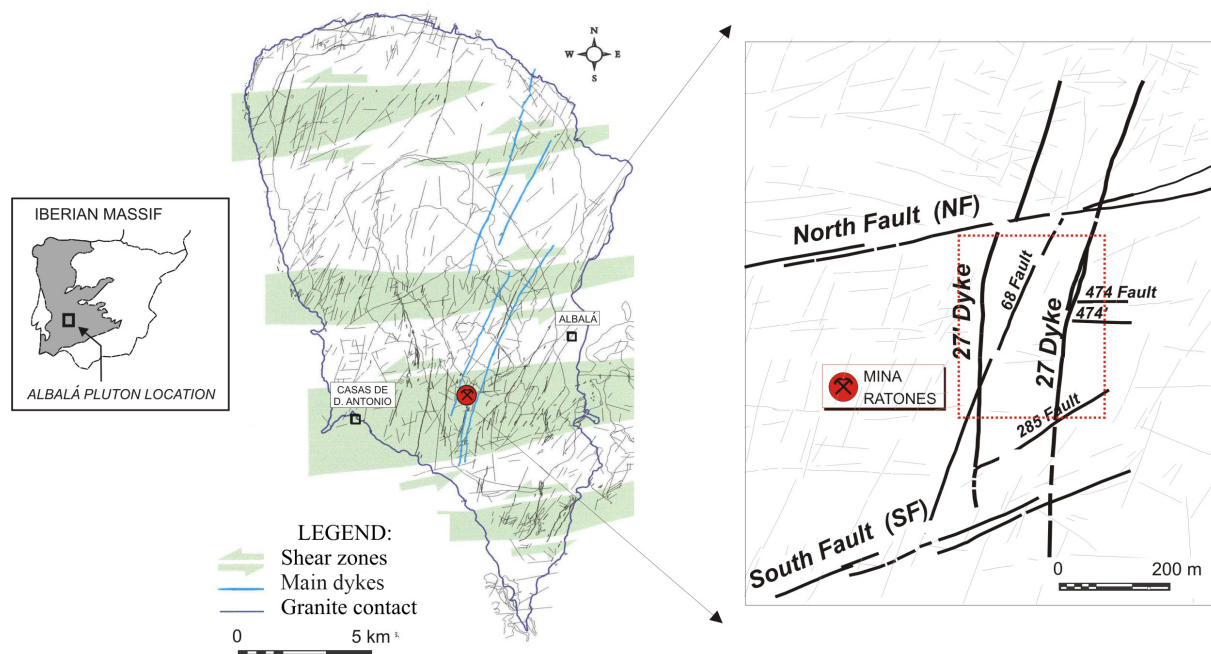 IBERIAN MASSIF
ALBALÁ PLUTON LOCATION
N
W
E
S
ALBALÁ
CASAS DE
D. ANTONIO
LEGEND:
Shear zones
Main dykes
Granite contact
0
5 km
North Fault (NF)
27' Dyke
68 Fault
27 Dyke
474 Fault
474'
285 Fault
MINA
RATONES
South Fault (SF)
0
200 m